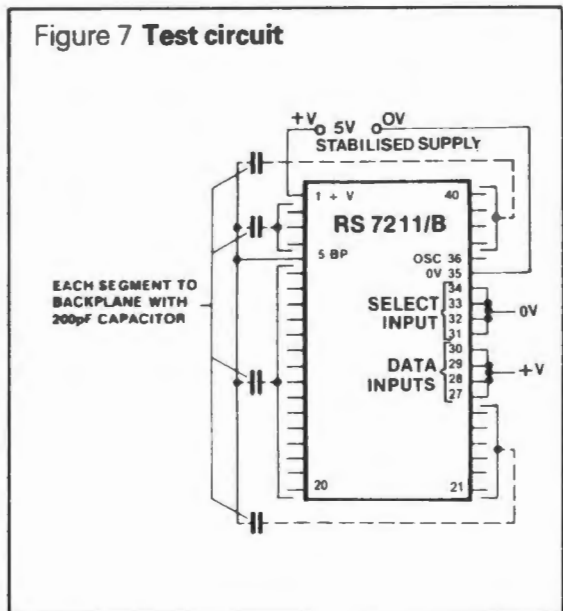 Figure 7 Test circuit
+V 5V 0V
STABILISED SUPPLY
1 + V
40
RS 7211/B
5 BP
OSC 36
0V 35
EACH SEGMENT TO
BACKPLANE WITH
200pF CAPACITOR
SELECT
INPUT
34
33
32
31
0V
DATA
INPUTS
30
29
28
27
+V
20
21